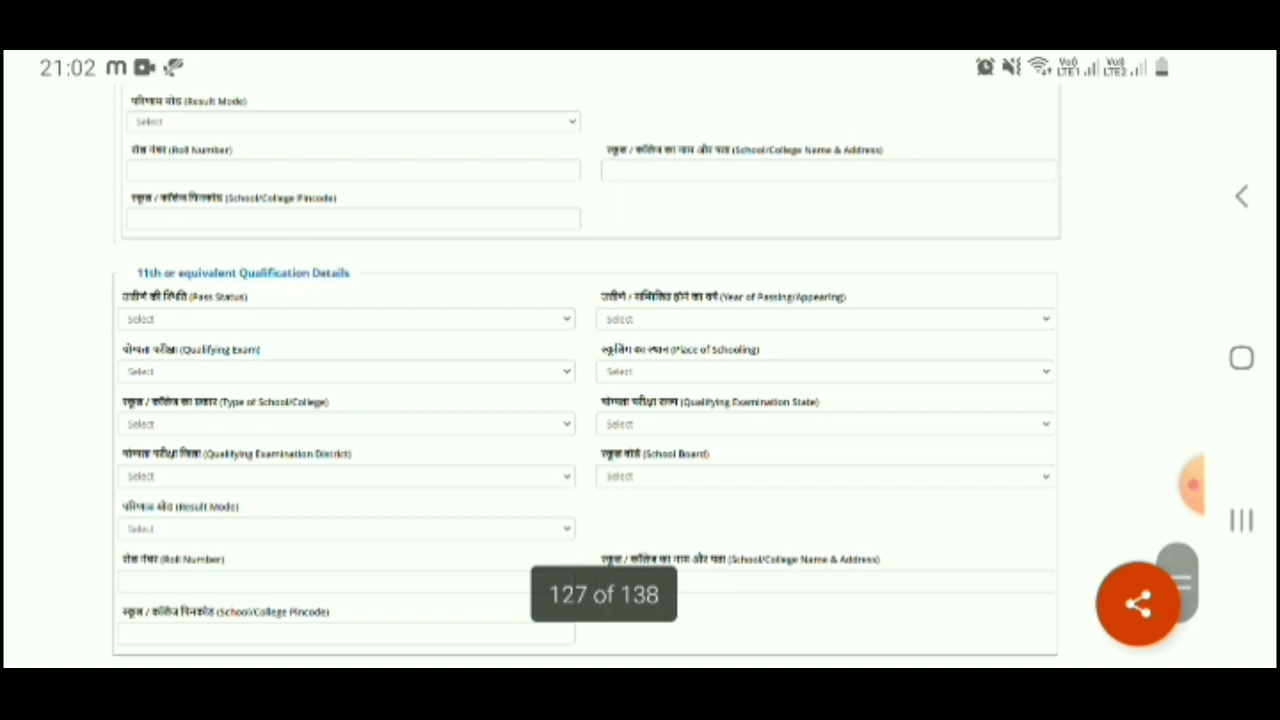 21:02
परिणाम मोड (Result Mode)
Select
रोल नंबर (Roll Number) स्कूल / कॉलेज का नाम और पता (School/College Name & Address)
स्कूल / कॉलेज पिनकोड (School/College Pincode)
11th or equivalent Qualification Details
उत्तीर्ण की स्थिति (Pass Status) उत्तीर्ण / सम्मिलित होने का वर्ष (Year of Passing/Appearing)
Select Select
योग्यता परीक्षा (Qualifying Exam) स्कूलिंग का स्थान (Place of Schooling)
Select Select
स्कूल / कॉलेज का प्रकार (Type of School/College) योग्यता परीक्षा राज्य (Qualifying Examination State)
Select Select
योग्यता परीक्षा जिला (Qualifying Examination District) स्कूल बोर्ड (School Board)
Select Select
परिणाम मोड (Result Mode)
Select
रोल नंबर (Roll Number) स्कूल / कॉलेज का नाम और पता (School/College Name & Address)
127 of 138
स्कूल / कॉलेज पिनकोड (School/College Pincode)